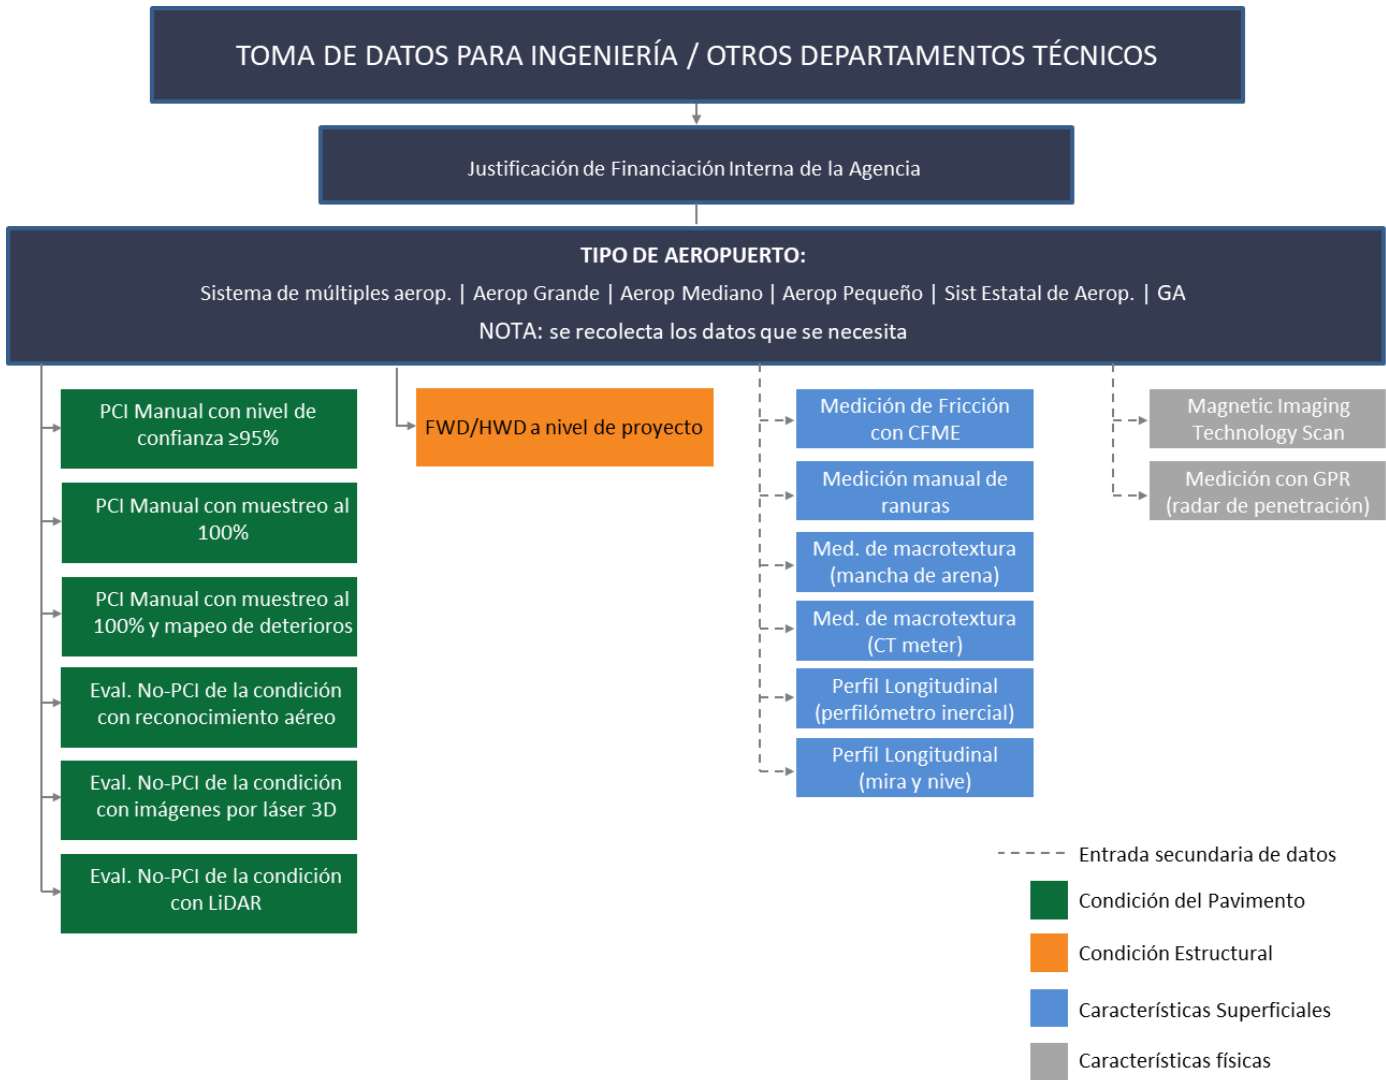 TOMA DE DATOS PARA INGENIERÍA / OTROS DEPARTAMENTOS TÉCNICOS
Justificación de Financiación Interna de la Agencia
TIPO DE AEROPUERTO:
Sistema de múltiples aerop. | Aerop Grande | Aerop Mediano | Aerop Pequeño | Sist Estatal de Aerop. | GA
NOTA: se recolecta los datos que se necesita
PCI Manual con nivel de
confianza ≥95%
PCI Manual con muestreo al
100%
PCI Manual con muestreo al
100% y mapeo de deterioros
Eval. No-PCI de la condición
con reconocimiento aéreo
Eval. No-PCI de la condición
con imágenes por láser 3D
Eval. No-PCI de la condición
con LiDAR
FWD/HWD a nivel de proyecto
Medición de Fricción
con CFME
Medición manual de
ranuras
Med. de macrotextura
(mancha de arena)
Med. de macrotextura
(CT meter)
Perfil Longitudinal
(perfilómetro inercial)
Perfil Longitudinal
(mira y nive)
Magnetic Imaging
Technology Scan
Medición con GPR
(radar de penetración)
Entrada secundaria de datos
Condición del Pavimento
Condición Estructural
Característícas Superficiales
Característícas físicas